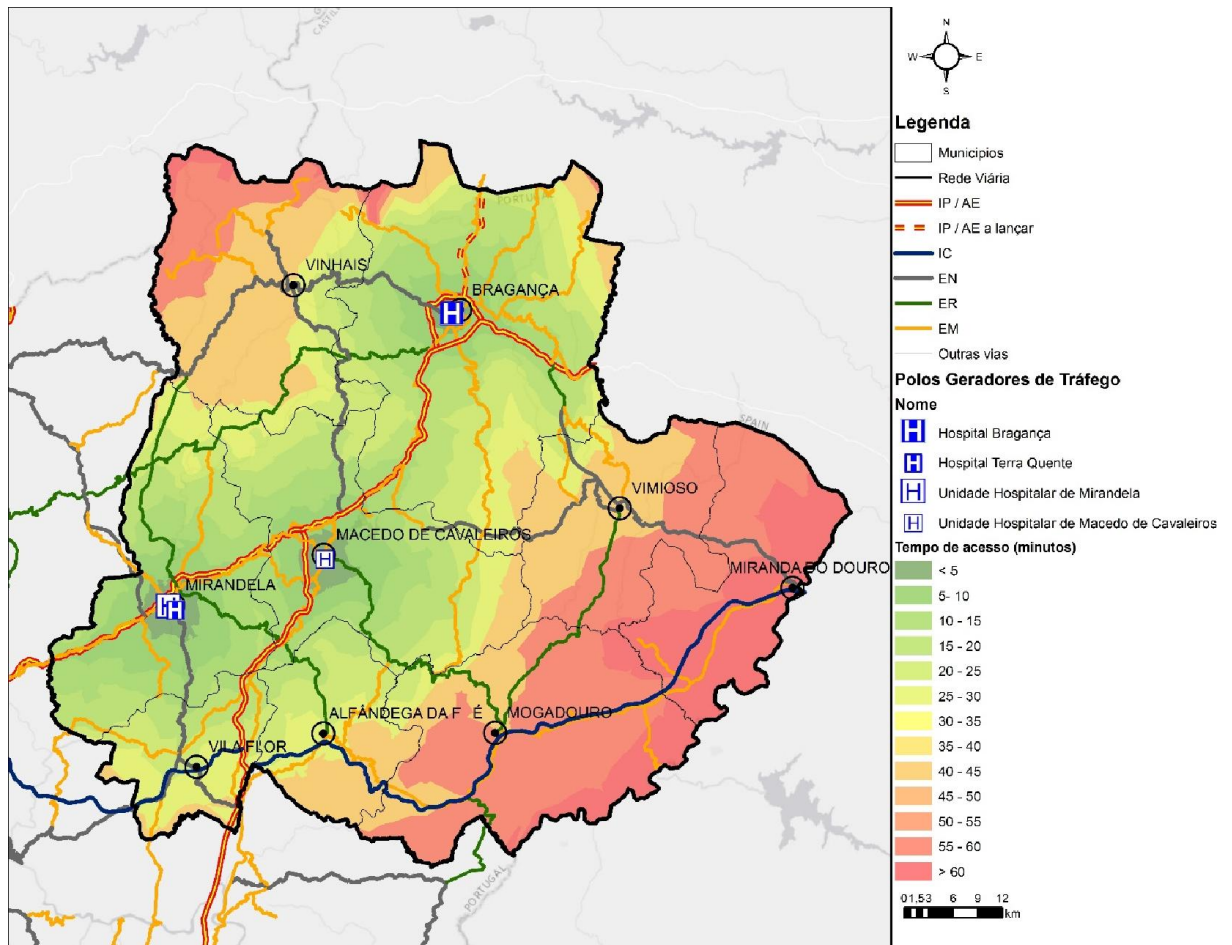 N
W E
S
Legenda
Municipios
Rede Viária
IP / AE
IP / AE a lançar
IC
EN
ER
EM
Outras vias
Polos Geradores de Tráfego
Nome
Hospital Bragança
Hospital Terra Quente
Unidade Hospitalar de Mirandela
Unidade Hospitalar de Macedo de Cavaleiros
Tempo de acesso (minutos)
< 5
5- 10
10 - 15
15 - 20
20 - 25
25 - 30
30 - 35
35 - 40
40 - 45
45 - 50
50 - 55
55 - 60
> 60
01,53 6 9 12
km
PORTUGAL
VINHAIS
BRAGANÇA
H
SPAIN
VIMIOSO
MACEDO DE CAVALEIROS
H
MIRANDELA
H
MIRANDA DO DOURO
ALFÂNDEGA DA F É
MOGADOURO
VILA FLOR
PORTUGAL